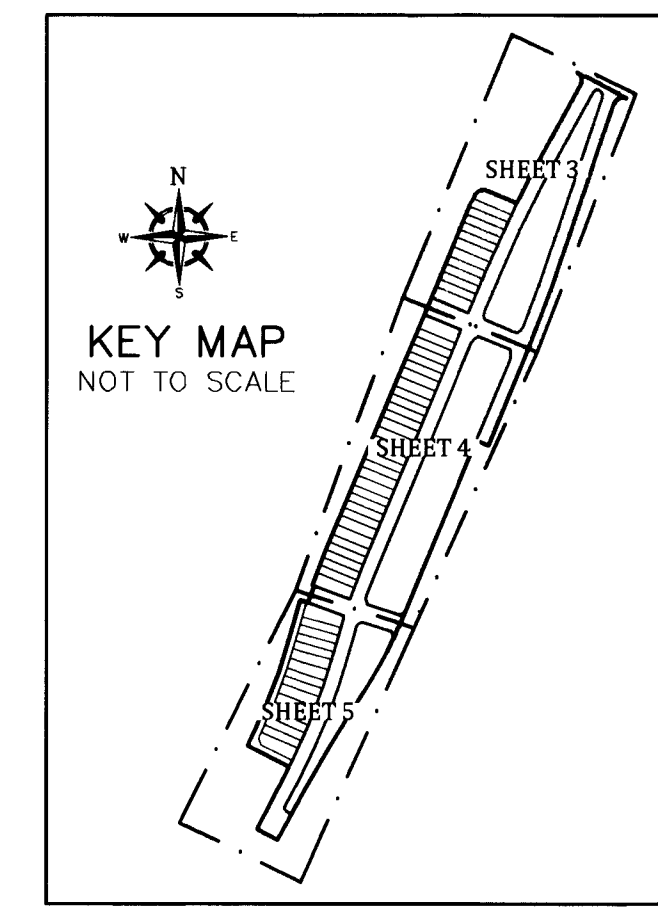 SHEET 3
N
W E
S
KEY MAP
NOT TO SCALE
SHEET 4
SHEET 5